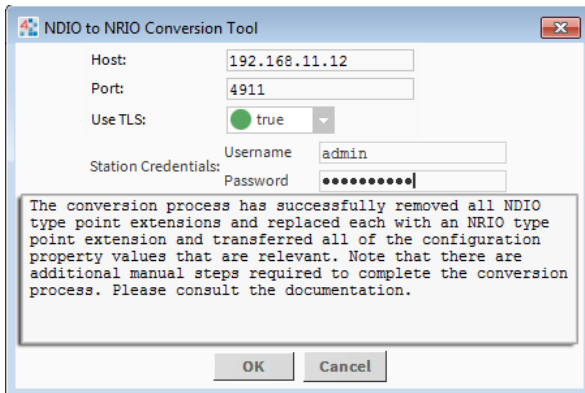 NDIO to NRIO Conversion Tool
Host: 192.168.11.12
Port: 4911
Use TLS: true
Station Credentials:
Username admin
Password ●●●●●●●●●●
The conversion process has successfully removed all NDIO
type point extensions and replaced each with an NRIO type
point extension and transferred all of the configuration
property values that are relevant. Note that there are
additional manual steps required to complete the conversion
process. Please consult the documentation.
OK Cancel